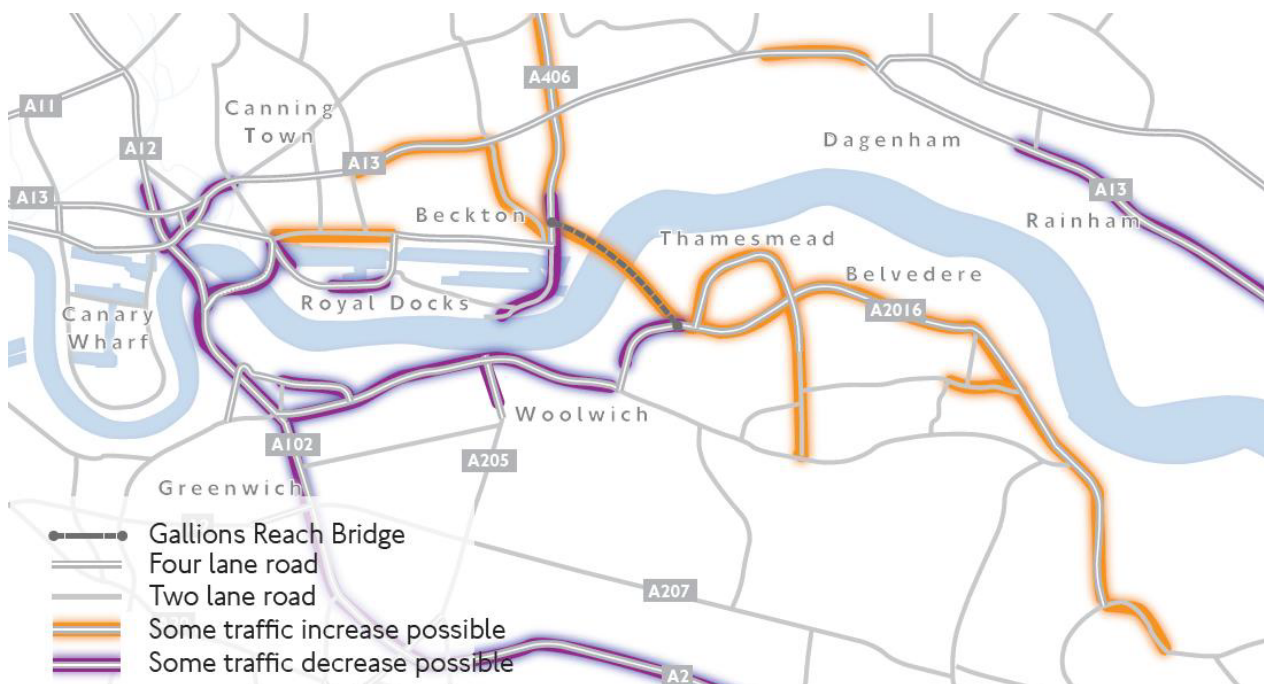 A406
A11
Canning
Town
A12
Dagenham
A13
A13
A13
Beckton
Rainham
Thamesmead
Belvedere
Royal Docks
A2016
Canary
Wharf
Woolwich
A102
A205
Greenwich
Gallions Reach Bridge
Four lane road
A207
Two lane road
Some traffic increase possible
Some traffic decrease possible
A2